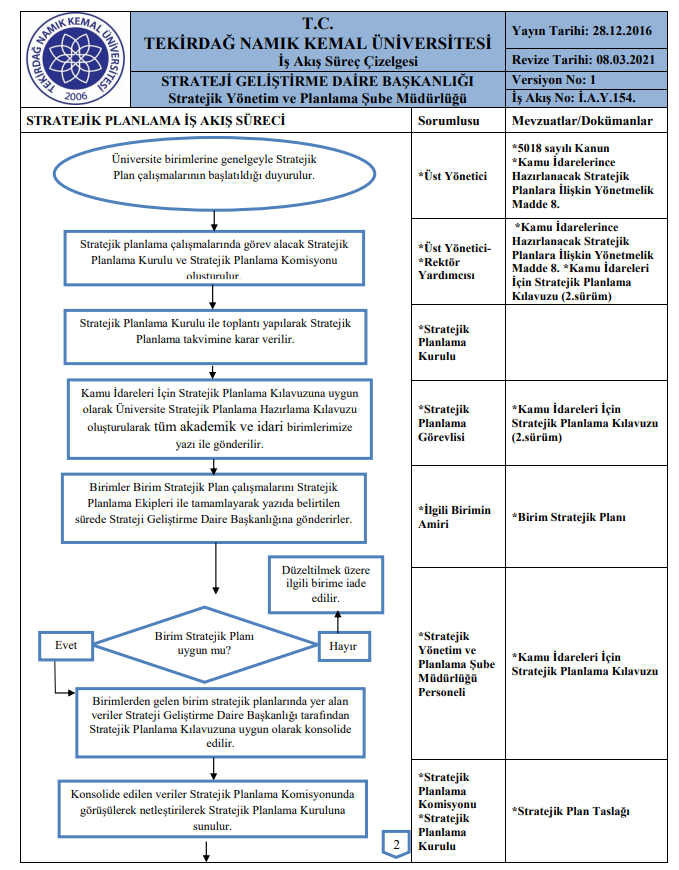 TEKİRDAĞ NAMIK KEMAL ÜNİVERSİTESİ
2006
T.C.
TEKİRDAĞ NAMIK KEMAL ÜNİVERSİTESİ
İş Akış Süreç Çizelgesi
STRATEJİ GELİŞTİRME DAİRE BAŞKANLIĞI
Stratejik Yönetim ve Planlama Şube Müdürlüğü
Yayın Tarihi: 28.12.2016
Revize Tarihi: 08.03.2021
Versiyon No: 1
İş Akış No: İ.A.Y.154.
STRATEJİK PLANLAMA İŞ AKIŞ SÜRECİ
Sorumlusu
Mevzuatlar/Dokümanlar
Üniversite birimlerine genelgeyle Stratejik
Plan çalışmalarının başlatıldığı duyurulur.
*Üst Yönetici
*5018 sayılı Kanun
*Kamu İdarelerince
Hazırlanacak Stratejik
Planlara İlişkin Yönetmelik
Madde 8.
Stratejik planlama çalışmalarında görev alacak Stratejik
Planlama Kurulu ve Stratejik Planlama Komisyonu
oluşturulur.
*Üst Yönetici-
*Rektör
Yardımcısı
*Kamu İdarelerince
Hazırlanacak Stratejik
Planlara İlişkin Yönetmelik
Madde 8. *Kamu İdareleri
İçin Stratejik Planlama
Kılavuzu (2.sürüm)
Stratejik Planlama Kurulu ile toplantı yapılarak Stratejik
Planlama takvimine karar verilir.
*Stratejik
Planlama
Kurulu
Kamu İdareleri İçin Stratejik Planlama Kılavuzuna uygun
olarak Üniversite Stratejik Planlama Hazırlama Kılavuzu
oluşturularak tüm akademik ve idari birimlerimize
yazı ile gönderilir.
*Stratejik
Planlama
Görevlisi
*Kamu İdareleri İçin
Stratejik Planlama Kılavuzu
(2.sürüm)
Birimler Birim Stratejik Plan çalışmalarını Stratejik
Planlama Ekipleri ile tamamlayarak yazıda belirtilen
sürede Strateji Geliştirme Daire Başkanlığına gönderirler.
*İlgili Birimin
Amiri
*Birim Stratejik Planı
Düzeltilmek üzere
ilgili birime iade
edilir.
Evet
Birim Stratejik Planı
uygun mu?
Hayır
*Stratejik
Yönetim ve
Planlama Şube
Müdürlüğü
Personeli
*Kamu İdareleri İçin
Stratejik Planlama Kılavuzu
Birimlerden gelen birim stratejik planlarında yer alan
veriler Strateji Geliştirme Daire Başkanlığı tarafından
Stratejik Planlama Kılavuzuna uygun olarak konsolide
edilir.
Konsolide edilen veriler Stratejik Planlama Komisyonunda
görüşülerek netleştirilerek Stratejik Planlama Kuruluna
sunulur.
*Stratejik
Planlama
Komisyonu
*Stratejik
Planlama
Kurulu
*Stratejik Plan Taslağı
2